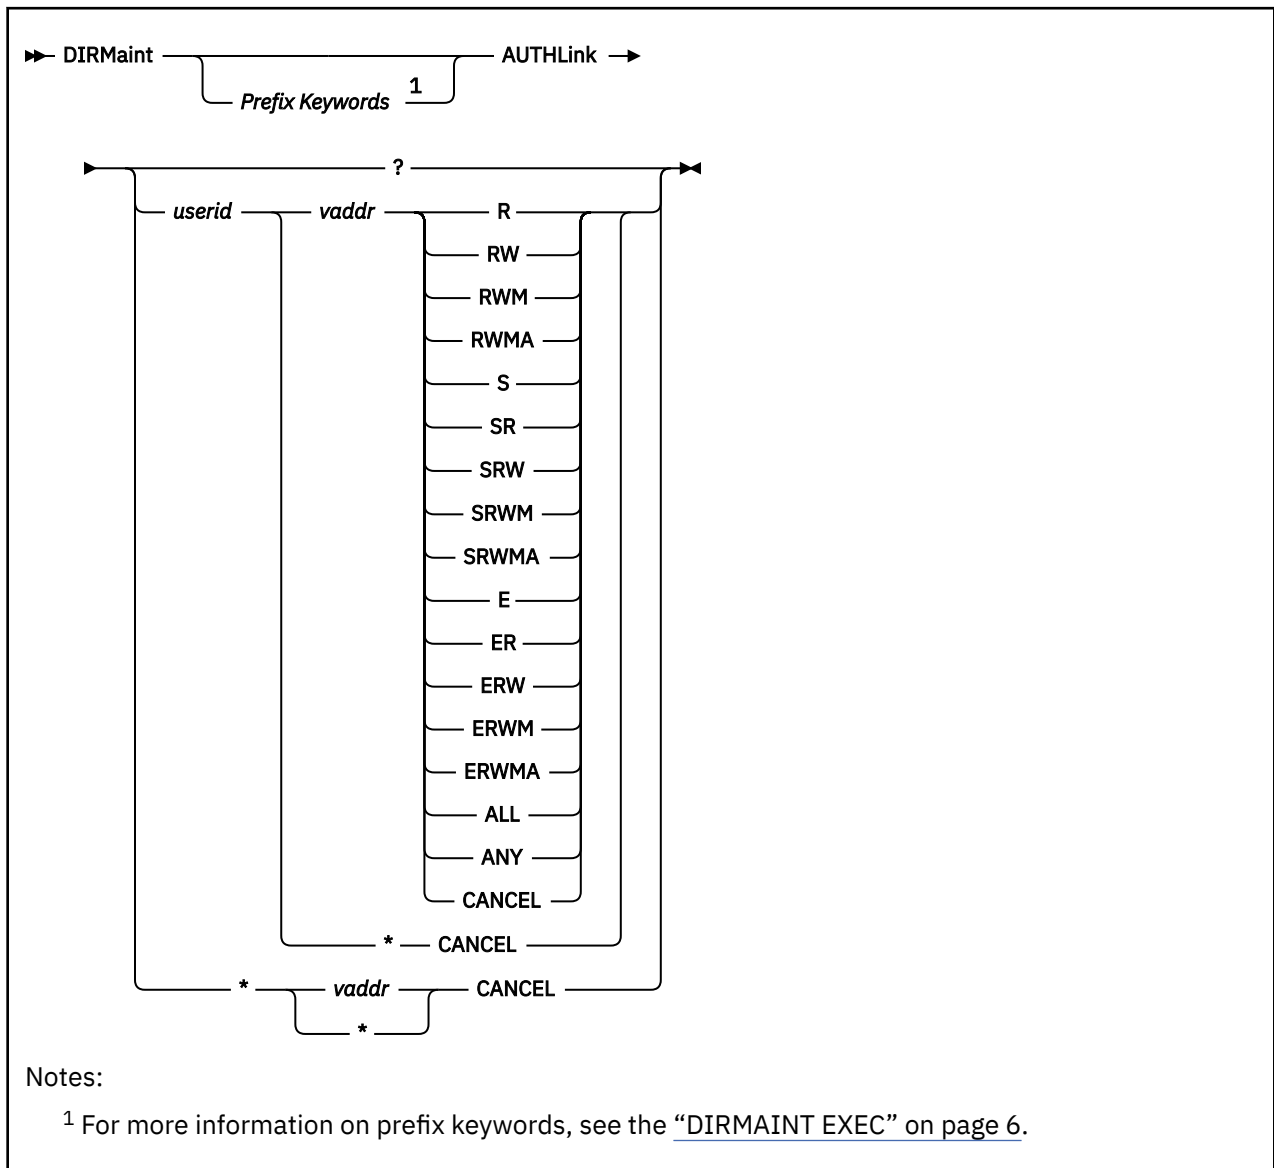 DIRMaint AUTHLink
Prefix Keywords 1
?
userid vaddr R
RW
RWM
RWMA
S
SR
SRW
SRWM
SRWMA
E
ER
ERW
ERWM
ERWMA
ALL
ANY
CANCEL
* CANCEL
* vaddr CANCEL
*
Notes:
1 For more information on prefix keywords, see the “DIRMAINT EXEC” on page 6.